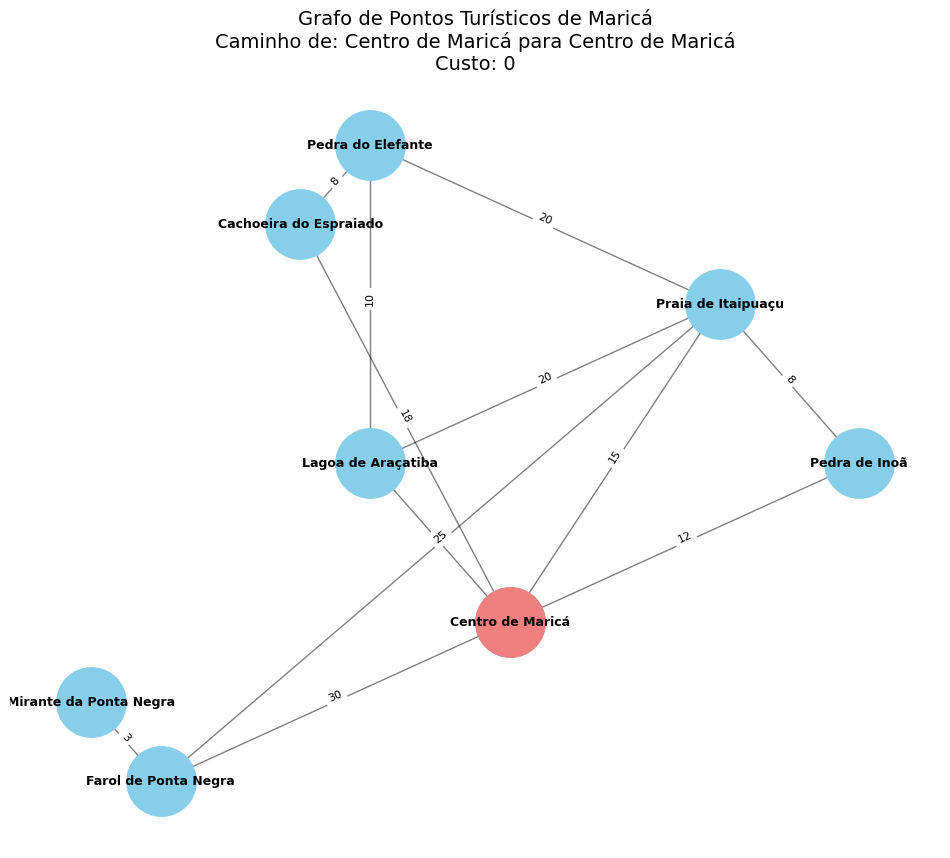 Grafo de Pontos Turísticos de Maricá
Caminho de: Centro de Maricá para Centro de Maricá
Custo: 0
Pedra do Elefante
8
Cachoeira do Espraiado
20
10
Praia de Itaipuaçu
20
8
18
15
Lagoa de Araçatiba
Pedra de Inoã
25
12
Centro de Maricá
30
Mirante da Ponta Negra
3
Farol de Ponta Negra